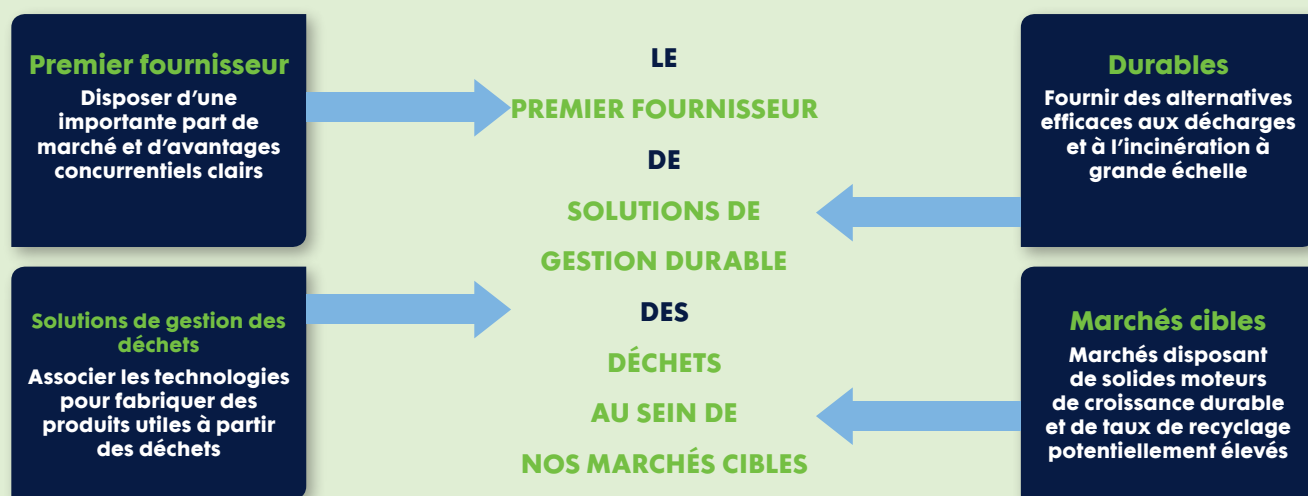 Premier fournisseur
Disposer d’une
importante part de
marché et d’avantages
concurrentiels clairs
Solutions de gestion des
déchets
Associer les technologies
pour fabriquer des
produits utiles à partir
des déchets
LE
PREMIER FOURNISSEUR
DE
SOLUTIONS DE
GESTION DURABLE
DES
DÉCHETS
AU SEIN DE
NOS MARCHÉS CIBLES
Durables
Fournir des alternatives
efficaces aux décharges
et à l’incinération à
grande échelle
Marchés cibles
Marchés disposant
de solides moteurs
de croissance durable
et de taux de recyclage
potentiellement élevés